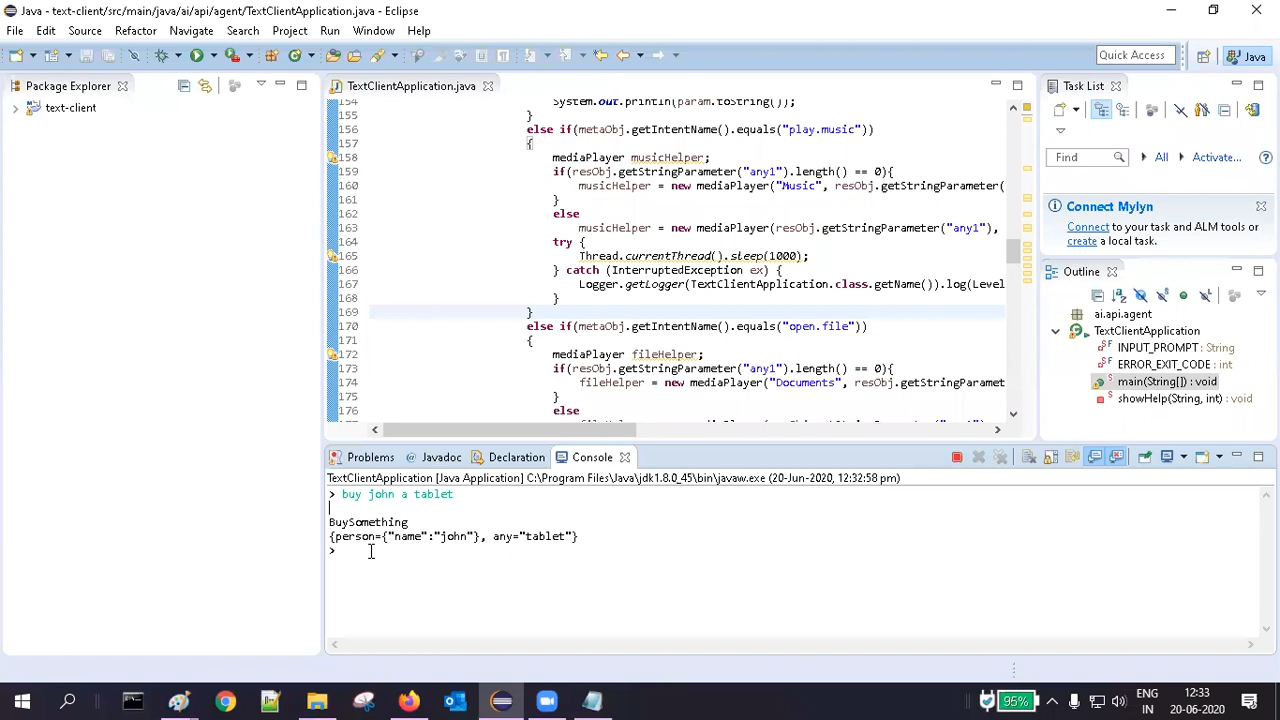 Java - text-client/src/main/java/ai/api/agent/TextClientApplication.java - Eclipse
File Edit Source Refactor Navigate Search Project Run Window Help
Quick Access
Java
Package Explorer
text-client
TextClientApplication.java
154 System.out.println(param.toString());
155 }
156 else if(metaObj.getIntentName().equals("play.music"))
157 {
158 mediaPlayer musicHelper;
159 if(resObj.getStringParameter("any1").length() == 0){
160 musicHelper = new mediaPlayer("Music", resObj.getStringParameter(
161 }
162 else
163 musicHelper = new mediaPlayer(resObj.getStringParameter("any1"),
164 try {
165 Thread.currentThread().sleep(1000);
166 } catch (InterruptedException ex) {
167 Logger.getLogger(TextClientApplication.class.getName()).log(Level
168 }
169 }
170 else if(metaObj.getIntentName().equals("open.file"))
171 {
172 mediaPlayer fileHelper;
173 if(resObj.getStringParameter("any1").length() == 0){
174 fileHelper = new mediaPlayer("Documents", resObj.getStringParamet
175 }
176 else
Task List
Find All Activate...
Connect Mylyn
Connect to your task and ALM tools or
create a local task.
Outline
ai.api.agent
TextClientApplication
INPUT_PROMPT : String
ERROR_EXIT_CODE : int
main(String[]) : void
showHelp(String, int) : void
Problems Javadoc Declaration Console
TextClientApplication [Java Application] C:\Program Files\Java\jdk1.8.0_45\bin\javaw.exe (20-Jun-2020, 12:32:58 pm)
> buy john a tablet
BuySomething
{person={"name":"john"}, any="tablet"}
>
95%
ENG
IN
12:33
20-06-2020